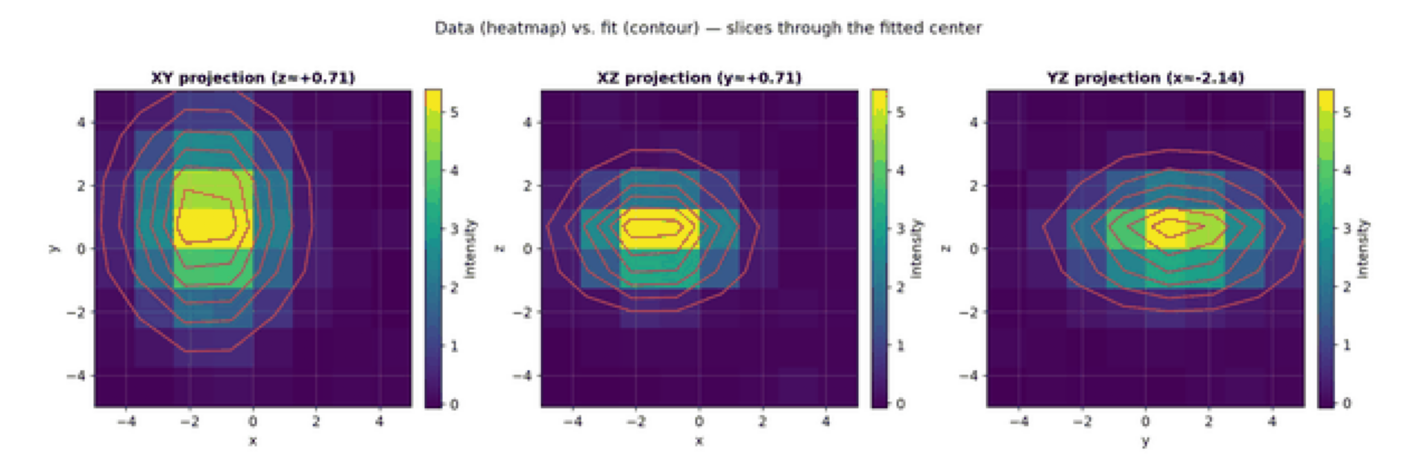 Data (heatmap) vs. fit (contour) — slices through the fitted center
XY projection (z≈+0.71)
XZ projection (y≈+0.71)
YZ projection (x≈-2.14)
4
2
0
−2
−4
y
−4 −2 0 2 4
x
5
4
3
2
1
0
intensity
4
2
0
−2
−4
z
−4 −2 0 2 4
x
5
4
3
2
1
0
intensity
4
2
0
−2
−4
z
−4 −2 0 2 4
y
5
4
3
2
1
0
intensity